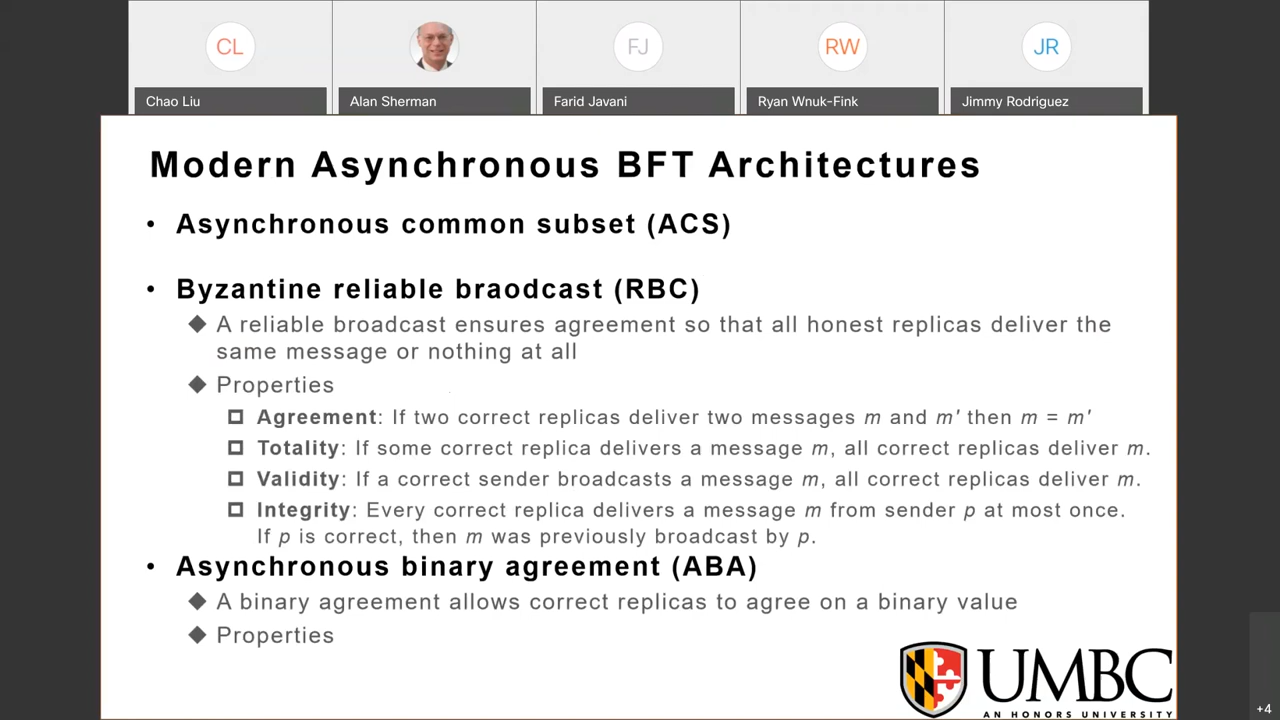 CL
FJ
RW
JR
Chao Liu
Alan Sherman
Farid Javani
Ryan Wnuk-Fink
Jimmy Rodriguez
Modern Asynchronous BFT Architectures
• Asynchronous common subset (ACS)
• Byzantine reliable braodcast (RBC)
◆ A reliable broadcast ensures agreement so that all honest replicas deliver the
same message or nothing at all
◆ Properties
Agreement: If two correct replicas deliver two messages m and m' then m = m'
Totality: If some correct replica delivers a message m, all correct replicas deliver m.
Validity: If a correct sender broadcasts a message m, all correct replicas deliver m.
Integrity: Every correct replica delivers a message m from sender p at most once.
If p is correct, then m was previously broadcast by p.
• Asynchronous binary agreement (ABA)
◆ A binary agreement allows correct replicas to agree on a binary value
◆ Properties
UMBC
AN HONORS UNIVERSITY
+4